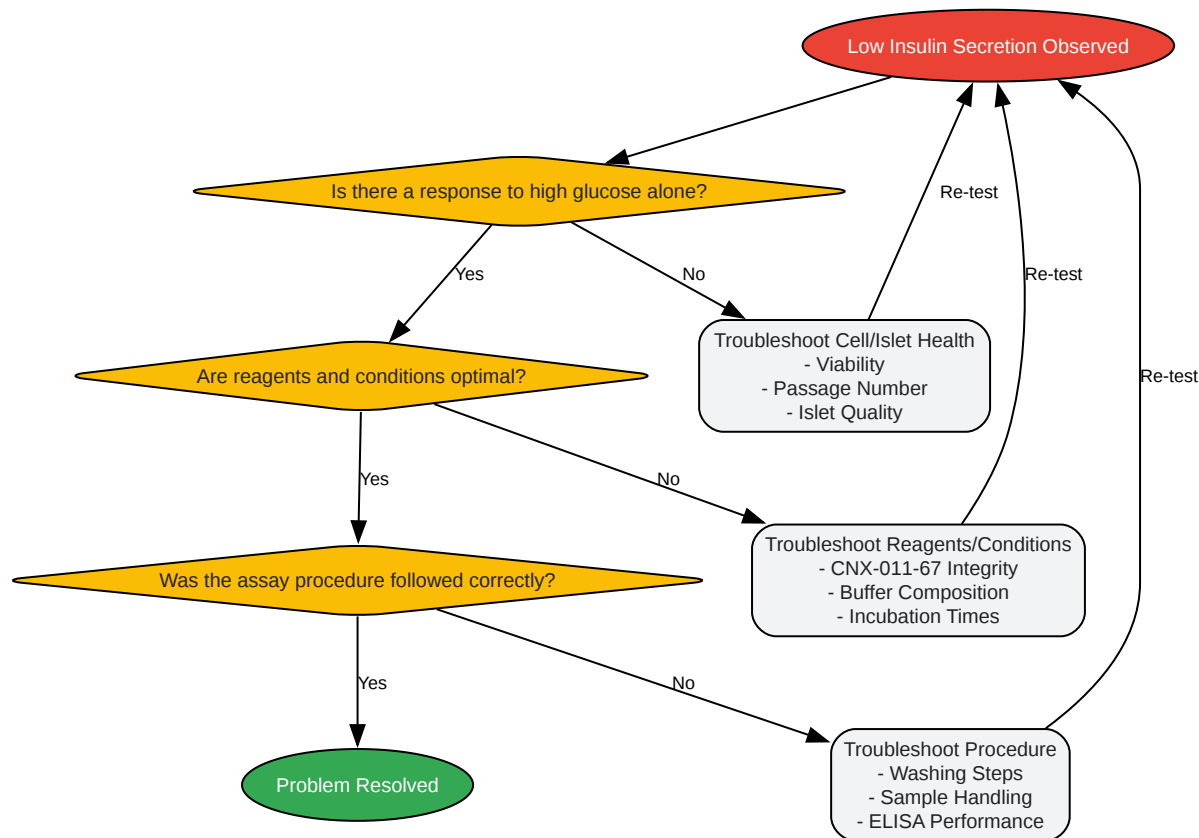 Low Insulin Secretion Observed
Is there a response to high glucose alone?
Re-test
Yes
No
Re-test
Troubleshoot Cell/Islet Health
- Viability
- Passage Number
- Islet Quality
Are reagents and conditions optimal?
Re-test
Yes
No
Troubleshoot Reagents/Conditions
- CNX-011-67 Integrity
- Buffer Composition
- Incubation Times
Was the assay procedure followed correctly?
Yes
No
Troubleshoot Procedure
- Washing Steps
- Sample Handling
- ELISA Performance
Problem Resolved